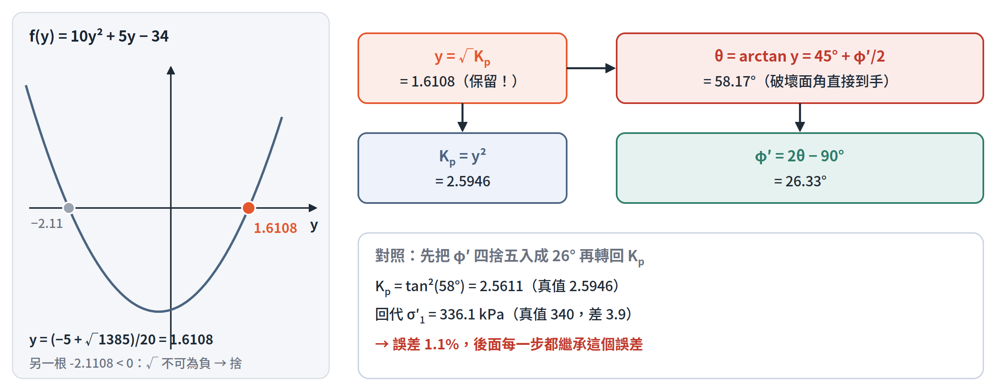 f(y) = 10y² + 5y − 34
−2.11
1.6108
y
y = (−5 + √1385)/20 = 1.6108
另一根 -2.1108 < 0：√ 不可為負 → 捨
y = √Kₚ
= 1.6108（保留！）
θ = arctan y = 45° + φ′/2
= 58.17°（破壞面角直接到手）
Kₚ = y²
= 2.5946
φ′ = 2θ − 90°
= 26.33°
對照：先把 φ′ 四捨五入成 26° 再轉回 Kₚ
Kₚ = tan²(58°) = 2.5611（真值 2.5946）
回代 σ′₁ = 336.1 kPa（真值 340，差 3.9）
→ 誤差 1.1%，後面每一步都繼承這個誤差